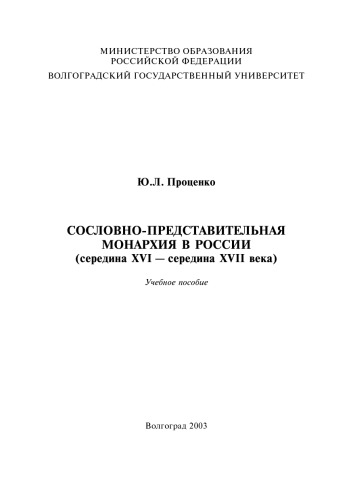 МИНИСТЕРСТВО ОБРАЗОВАНИЯ
РОССИЙСКОЙ ФЕДЕРАЦИИ
ВОЛГОГРАДСКИЙ ГОСУДАРСТВЕННЫЙ УНИВЕРСИТЕТ
Ю.Л. Проценко
СОСЛОВНО-ПРЕДСТАВИТЕЛЬНАЯ
МОНАРХИЯ В РОССИИ
(середина XVI — середина XVII века)
Учебное пособие
Волгоград 2003